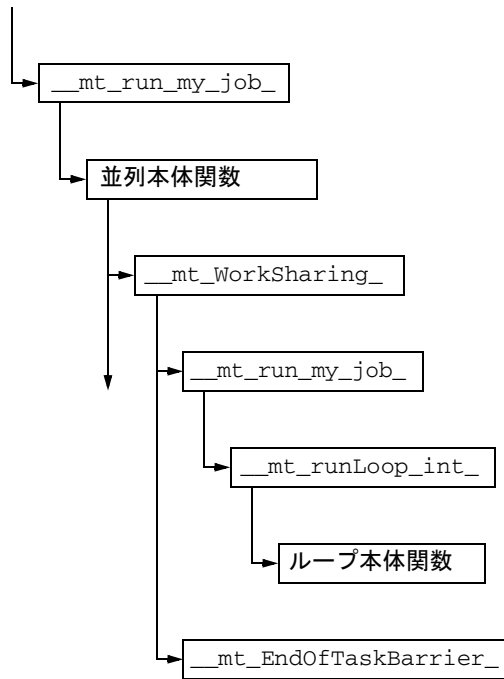 __mt_run_my_job_
並列本体関数
__mt_WorkSharing_
__mt_run_my_job_
__mt_runLoop_int_
ループ本体関数
__mt_EndOfTaskBarrier_